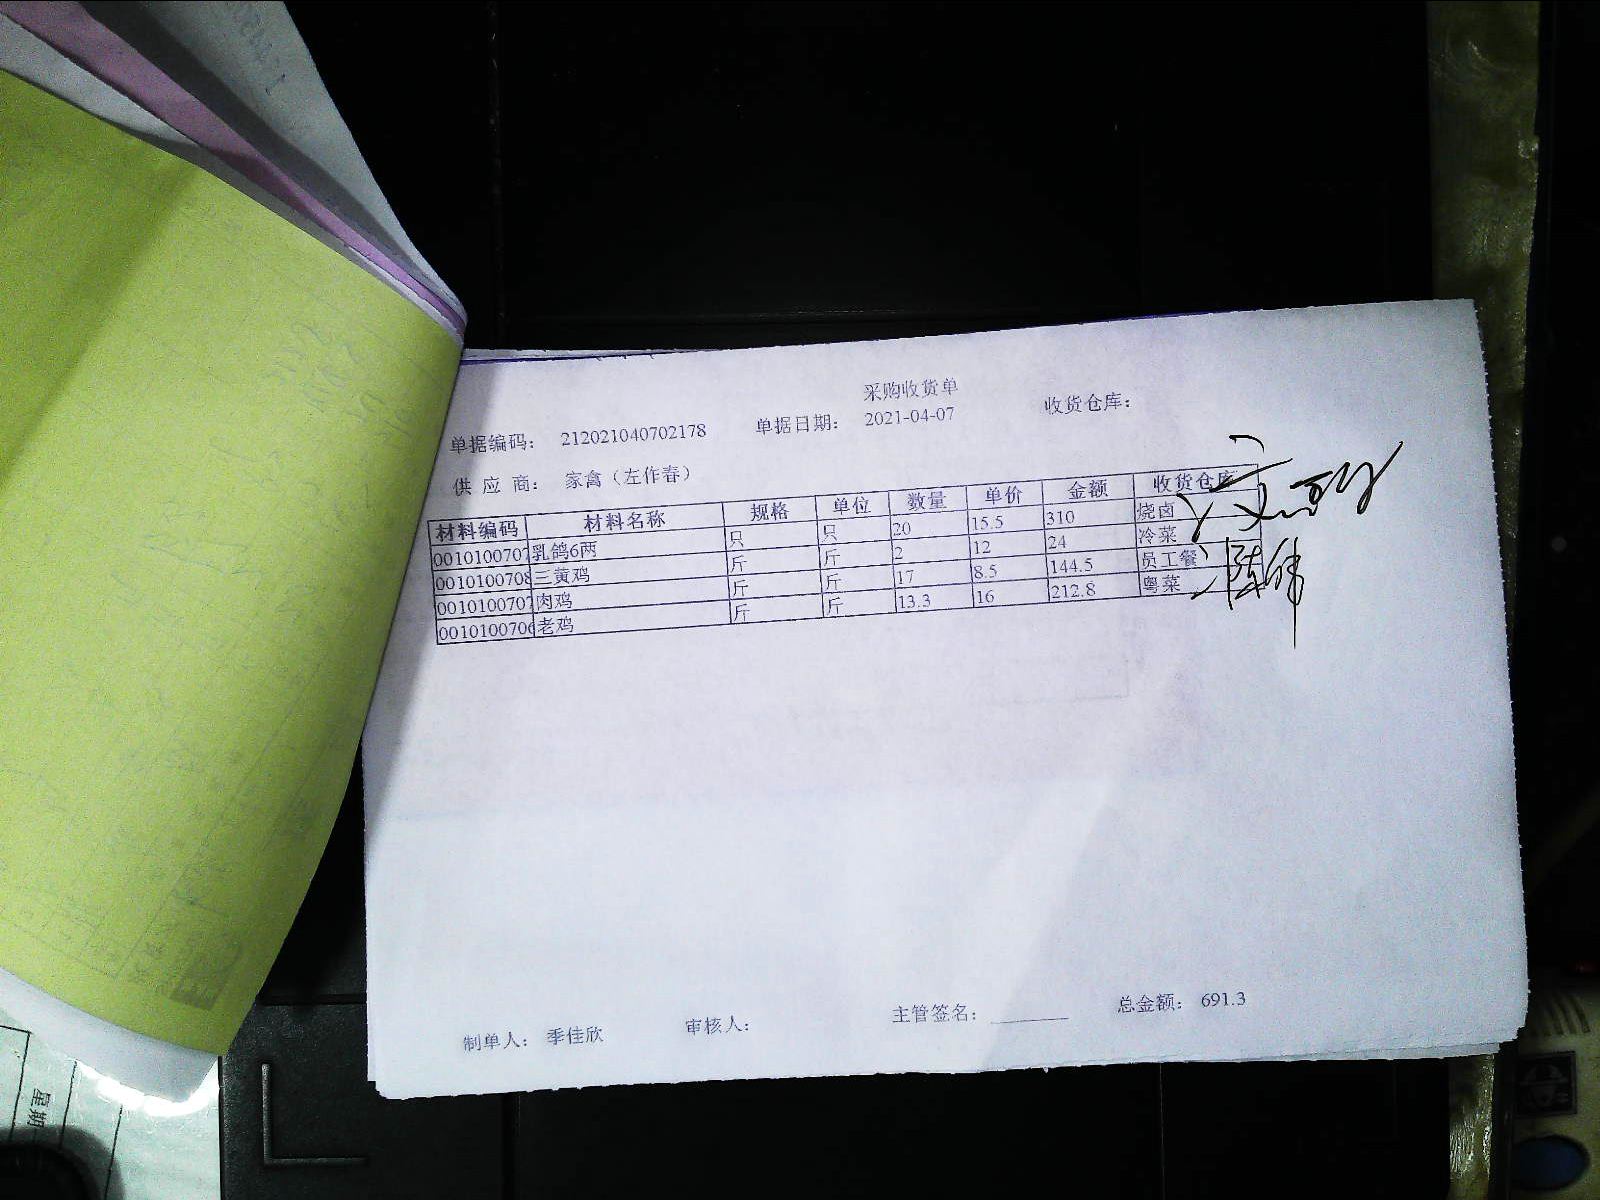 采购收货单
单据编码： 212021040702178 单据日期： 2021-04-07 收货仓库：
供 应 商： 家禽（左作春）
材料编码 材料名称 规格 单位 数量 单价 金额 收货仓库
0010100707 乳鸽6两 只 只 20 15.5 310 烧卤
0010100708 三黄鸡 斤 斤 2 12 24 冷菜
0010100707 肉鸡 斤 斤 17 8.5 144.5 员工餐
0010100706 老鸡 斤 斤 13.3 16 212.8 粤菜
陈伟
制单人： 季佳欣 审核人： 主管签名： 总金额： 691.3
星期